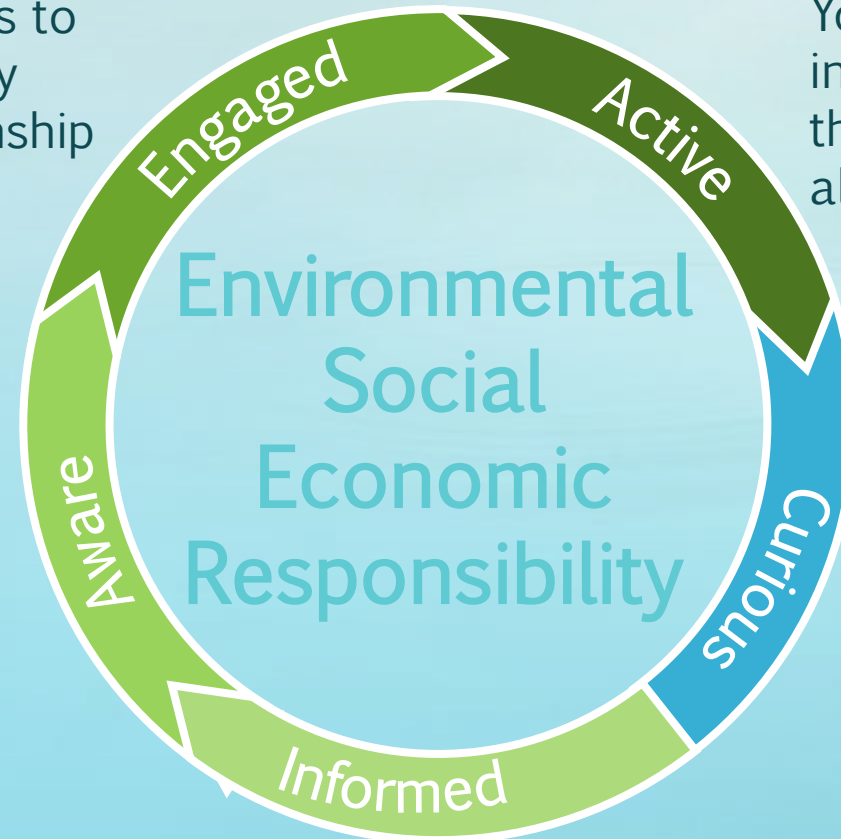 s to
y
nship
Engaged
Active
Environmental
Social
Economic
Responsibility
Aware
Curious
Informed